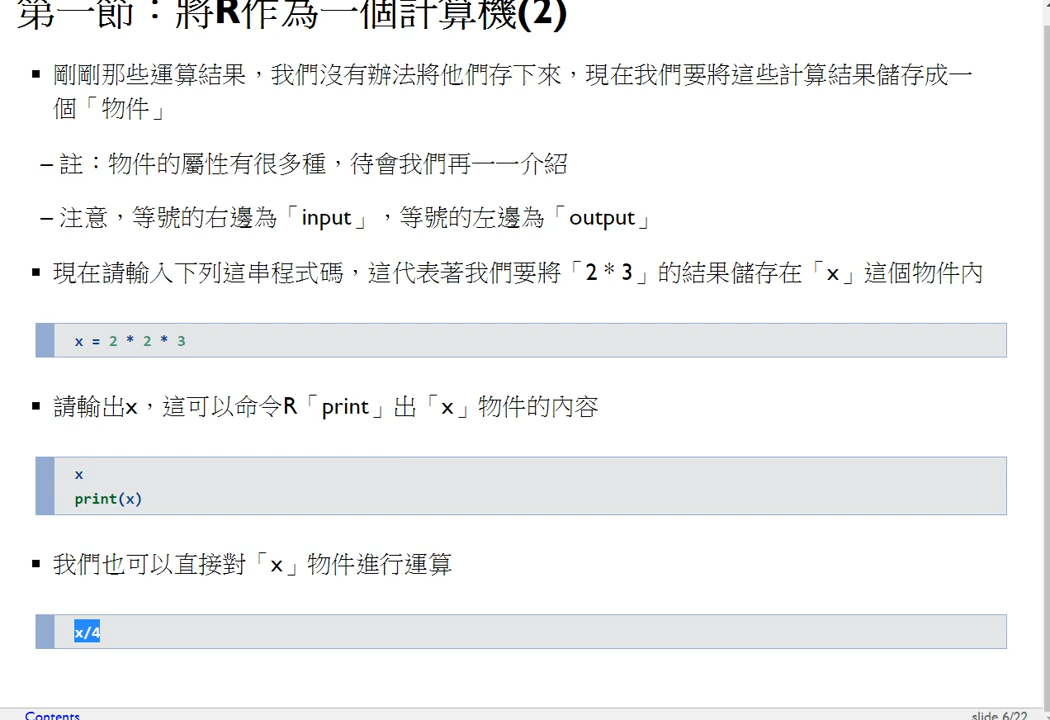 第一節：將R作為一個計算機(2)
剛剛那些運算結果，我們沒有辦法將他們存下來，現在我們要將這些計算結果儲存成一
個「物件」
– 註：物件的屬性有很多種，待會我們再一一介紹
– 注意，等號的右邊為「input」，等號的左邊為「output」
現在請輸入下列這串程式碼，這代表著我們要將「2 * 3」的結果儲存在「x」這個物件內
x = 2 * 2 * 3
請輸出x，這可以命令R「print」出「x」物件的內容
x
print(x)
我們也可以直接對「x」物件進行運算
x/4
Contents
slide 6/22